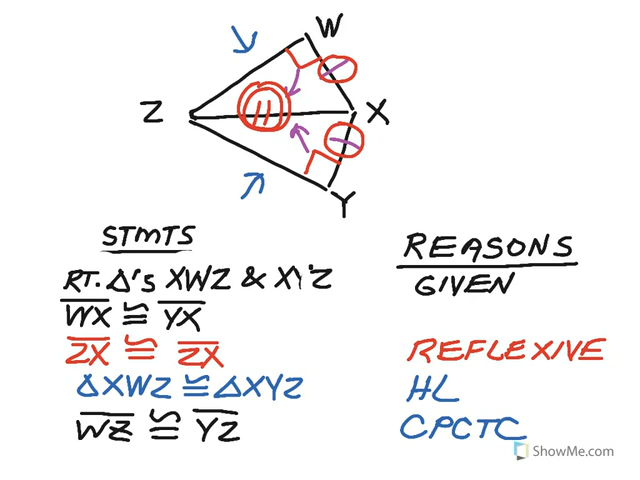 W
Z
X
Y
STMTS
REASONS
RT. Δ's XWZ & XYZ
GIVEN
WX ≅ YX
ZX ≅ ZX
REFLEXIVE
ΔXWZ ≅ ΔXYZ
HL
WZ ≅ YZ
CPCTC
ShowMe.com